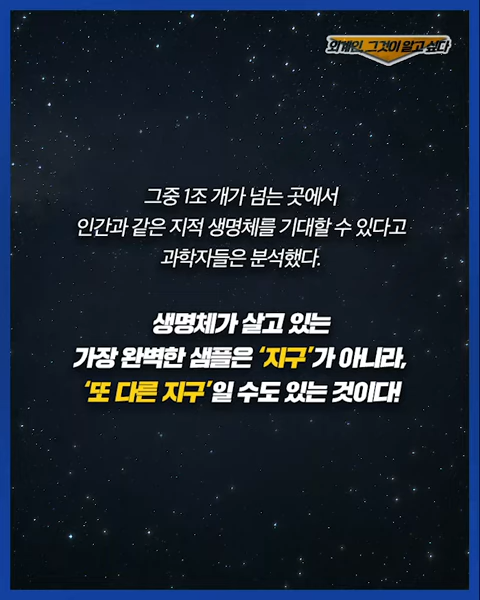 외계인, 그것이 알고 싶다
그중 1조 개가 넘는 곳에서
인간과 같은 지적 생명체를 기대할 수 있다고
과학자들은 분석했다.
생명체가 살고 있는
가장 완벽한 샘플은 ‘지구’가 아니라,
‘또 다른 지구’일 수도 있는 것이다!